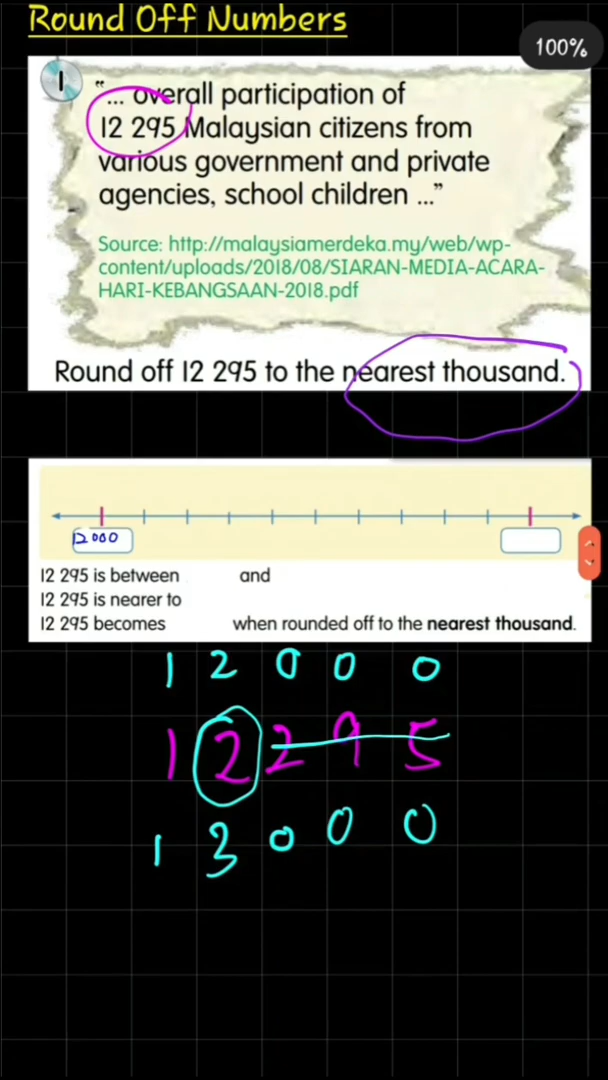 Round Off Numbers
100%
1
"... overall participation of
12 295 Malaysian citizens from
various government and private
agencies, school children ..."
Source: http://malaysiamerdeka.my/web/wp-
content/uploads/2018/08/SIARAN-MEDIA-ACARA-
HARI-KEBANGSAAN-2018.pdf
Round off 12 295 to the nearest thousand.
12000
12 295 is between and
12 295 is nearer to
12 295 becomes when rounded off to the nearest thousand.
1 2 0 0 0
1 2 2 9 5
1 3 0 0 0